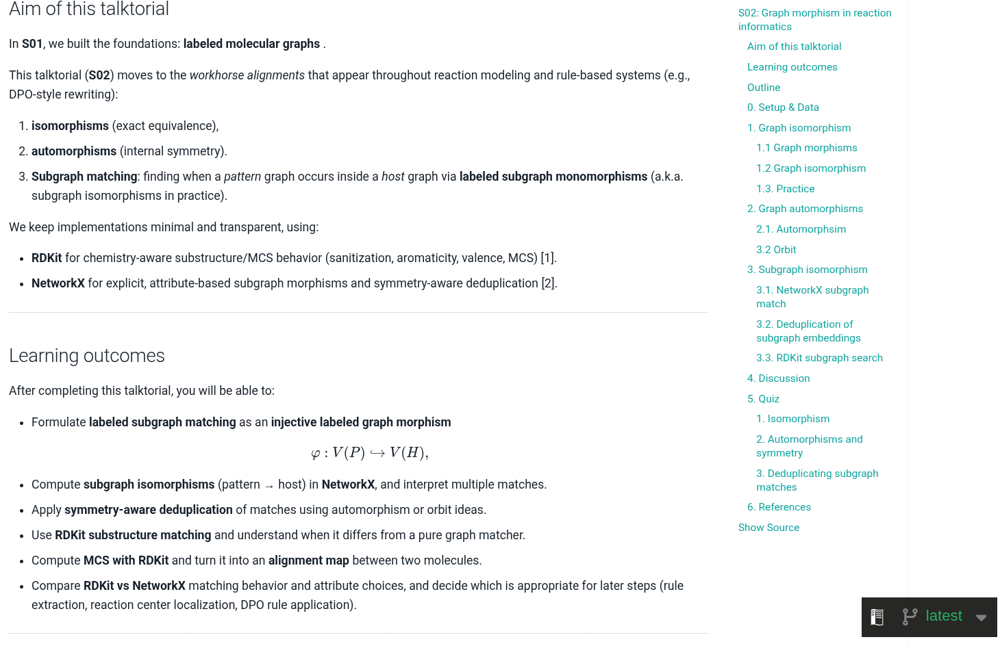 Aim of this talktorial
In S01, we built the foundations: labeled molecular graphs .
This talktorial (S02) moves to the workhorse alignments that appear throughout reaction modeling and rule-based systems (e.g.,
DPO-style rewriting):
1. isomorphisms (exact equivalence),
2. automorphisms (internal symmetry).
3. Subgraph matching: finding when a pattern graph occurs inside a host graph via labeled subgraph monomorphisms (a.k.a.
subgraph isomorphisms in practice).
We keep implementations minimal and transparent, using:
• RDKit for chemistry-aware substructure/MCS behavior (sanitization, aromaticity, valence, MCS) [1].
• NetworkX for explicit, attribute-based subgraph morphisms and symmetry-aware deduplication [2].
Learning outcomes
After completing this talktorial, you will be able to:
• Formulate labeled subgraph matching as an injective labeled graph morphism
φ : V(P) ↪ V(H),
• Compute subgraph isomorphisms (pattern → host) in NetworkX, and interpret multiple matches.
• Apply symmetry-aware deduplication of matches using automorphism or orbit ideas.
• Use RDKit substructure matching and understand when it differs from a pure graph matcher.
• Compute MCS with RDKit and turn it into an alignment map between two molecules.
• Compare RDKit vs NetworkX matching behavior and attribute choices, and decide which is appropriate for later steps (rule
extraction, reaction center localization, DPO rule application).
S02: Graph morphism in reaction
informatics
Aim of this talktorial
Learning outcomes
Outline
0. Setup & Data
1. Graph isomorphism
1.1 Graph morphisms
1.2 Graph isomorphism
1.3. Practice
2. Graph automorphisms
2.1. Automorphsim
3.2 Orbit
3. Subgraph isomorphism
3.1. NetworkX subgraph
match
3.2. Deduplication of
subgraph embeddings
3.3. RDKit subgraph search
4. Discussion
5. Quiz
1. Isomorphism
2. Automorphisms and
symmetry
3. Deduplicating subgraph
matches
6. References
Show Source
latest